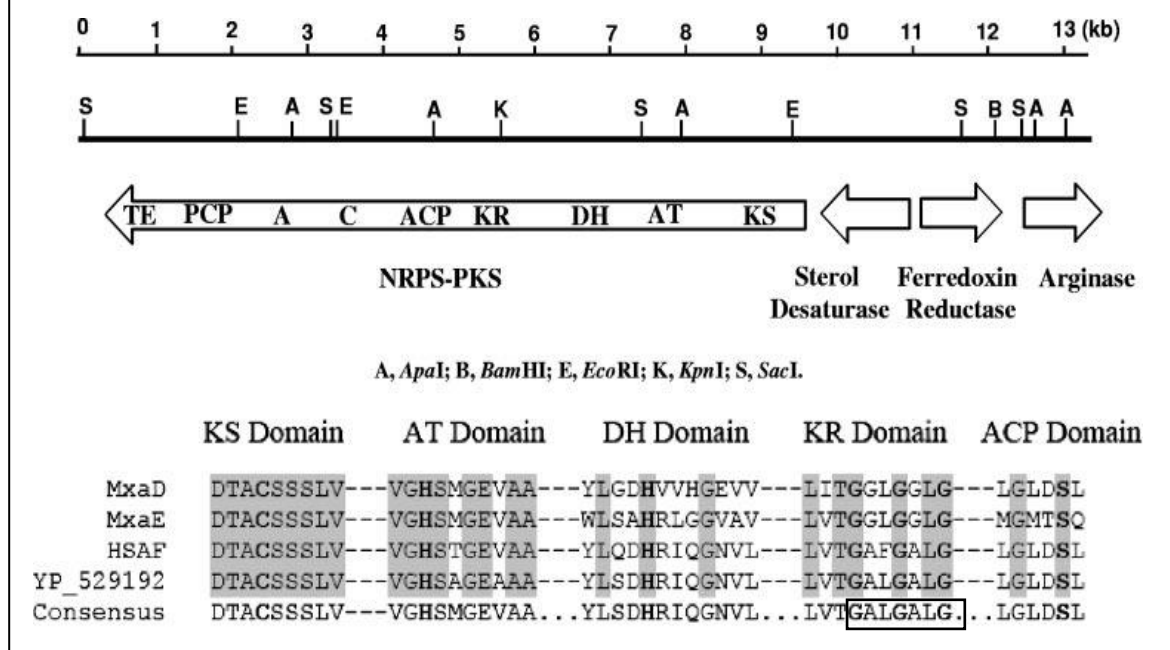 0 1 2 3 4 5 6 7 8 9 10 11 12 13 (kb)
S E A S E A K S A E S B S A A
TE PCP A C ACP KR DH AT KS
NRPS-PKS Sterol Ferredoxin Arginase
Desaturase Reductase
A, ApaI; B, BamHI; E, EcoRI; K, KpnI; S, SacI.
KS Domain AT Domain DH Domain KR Domain ACP Domain
MxaD DTACSSSLV---VGHSMGEVAA---YLGDHVVHGEVV---LITGGLGGLG---LGLDSL
MxaE DTACSSSLV---VGHSMGEVAA---WLSAHRLGGVAV---LVTGGLGGLG---MGMTSQ
HSAF DTACSSSLV---VGHSTGEVAA---YLQDHRIQGNVL---LVTGAFGALG---LGLDSL
YP_529192 DTACSSSLV---VGHSAGEAAA---YLSDHRIQGNVL---LVTGALGALG---LGLDSL
Consensus DTACSSSLV---VGHSMGEVAA...YLSDHRIQGNVL...LVTGALGALG...LGLDSL